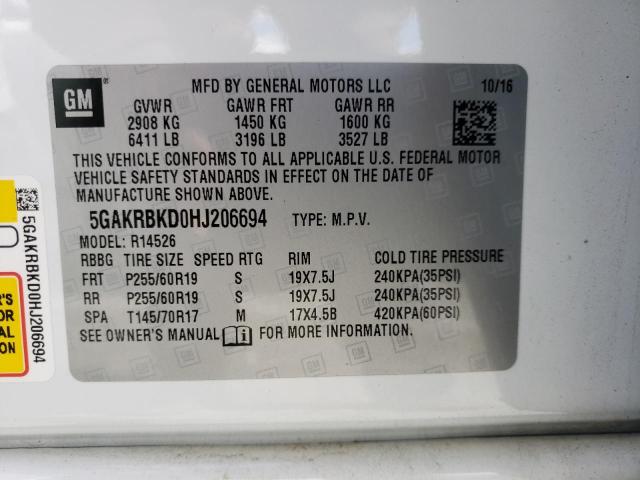 GM
®
MFD BY GENERAL MOTORS LLC 10/16
GVWR GAWR FRT GAWR RR
2908 KG 1450 KG 1600 KG
6411 LB 3196 LB 3527 LB
THIS VEHICLE CONFORMS TO ALL APPLICABLE U.S. FEDERAL MOTOR
VEHICLE SAFETY STANDARDS IN EFFECT ON THE DATE OF
MANUFACTURE SHOWN ABOVE.
5GAKRBKD0HJ206694 TYPE: M.P.V.
MODEL: R14526
RBBG TIRE SIZE SPEED RTG RIM COLD TIRE PRESSURE
FRT P255/60R19 S 19X7.5J 240KPA(35PSI)
RR P255/60R19 S 19X7.5J 240KPA(35PSI)
SPA T145/70R17 M 17X4.5B 420KPA(60PSI)
SEE OWNER'S MANUAL i FOR MORE INFORMATION.
5GAKRBKD0HJ206694
R'S
FOR
AL
TION